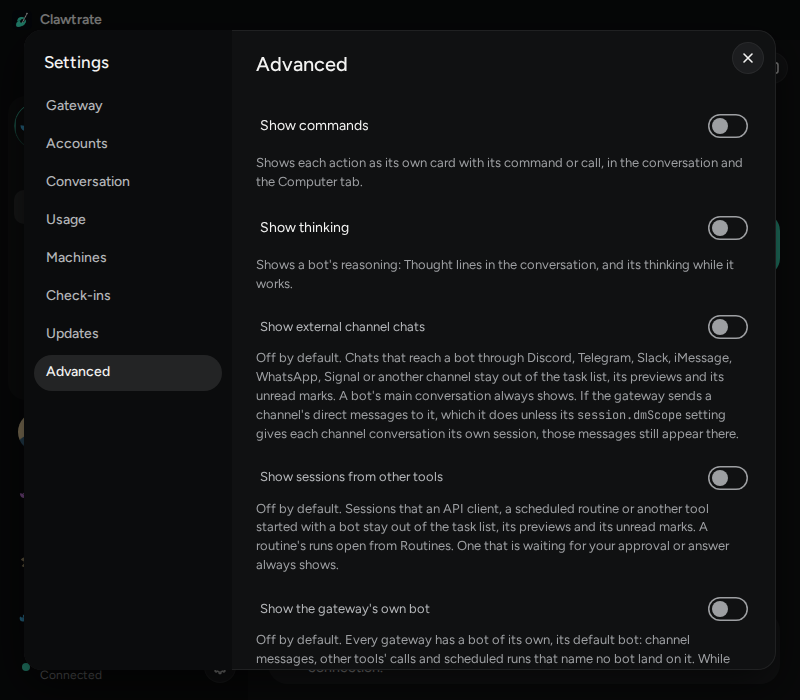 Clawtrate
Settings
Gateway
Accounts
Conversation
Usage
Machines
Check-ins
Updates
Advanced
Advanced
Show commands
Shows each action as its own card with its command or call, in the conversation and
the Computer tab.
Show thinking
Shows a bot's reasoning: Thought lines in the conversation, and its thinking while it
works.
Show external channel chats
Off by default. Chats that reach a bot through Discord, Telegram, Slack, iMessage,
WhatsApp, Signal or another channel stay out of the task list, its previews and its
unread marks. A bot's main conversation always shows. If the gateway sends a
channel's direct messages to it, which it does unless its session.dmScope setting
gives each channel conversation its own session, those messages still appear there.
Show sessions from other tools
Off by default. Sessions that an API client, a scheduled routine or another tool
started with a bot stay out of the task list, its previews and its unread marks. A
routine's runs open from Routines. One that is waiting for your approval or answer
always shows.
Show the gateway's own bot
Off by default. Every gateway has a bot of its own, its default bot: channel
messages, other tools' calls and scheduled runs that name no bot land on it. While
Connected